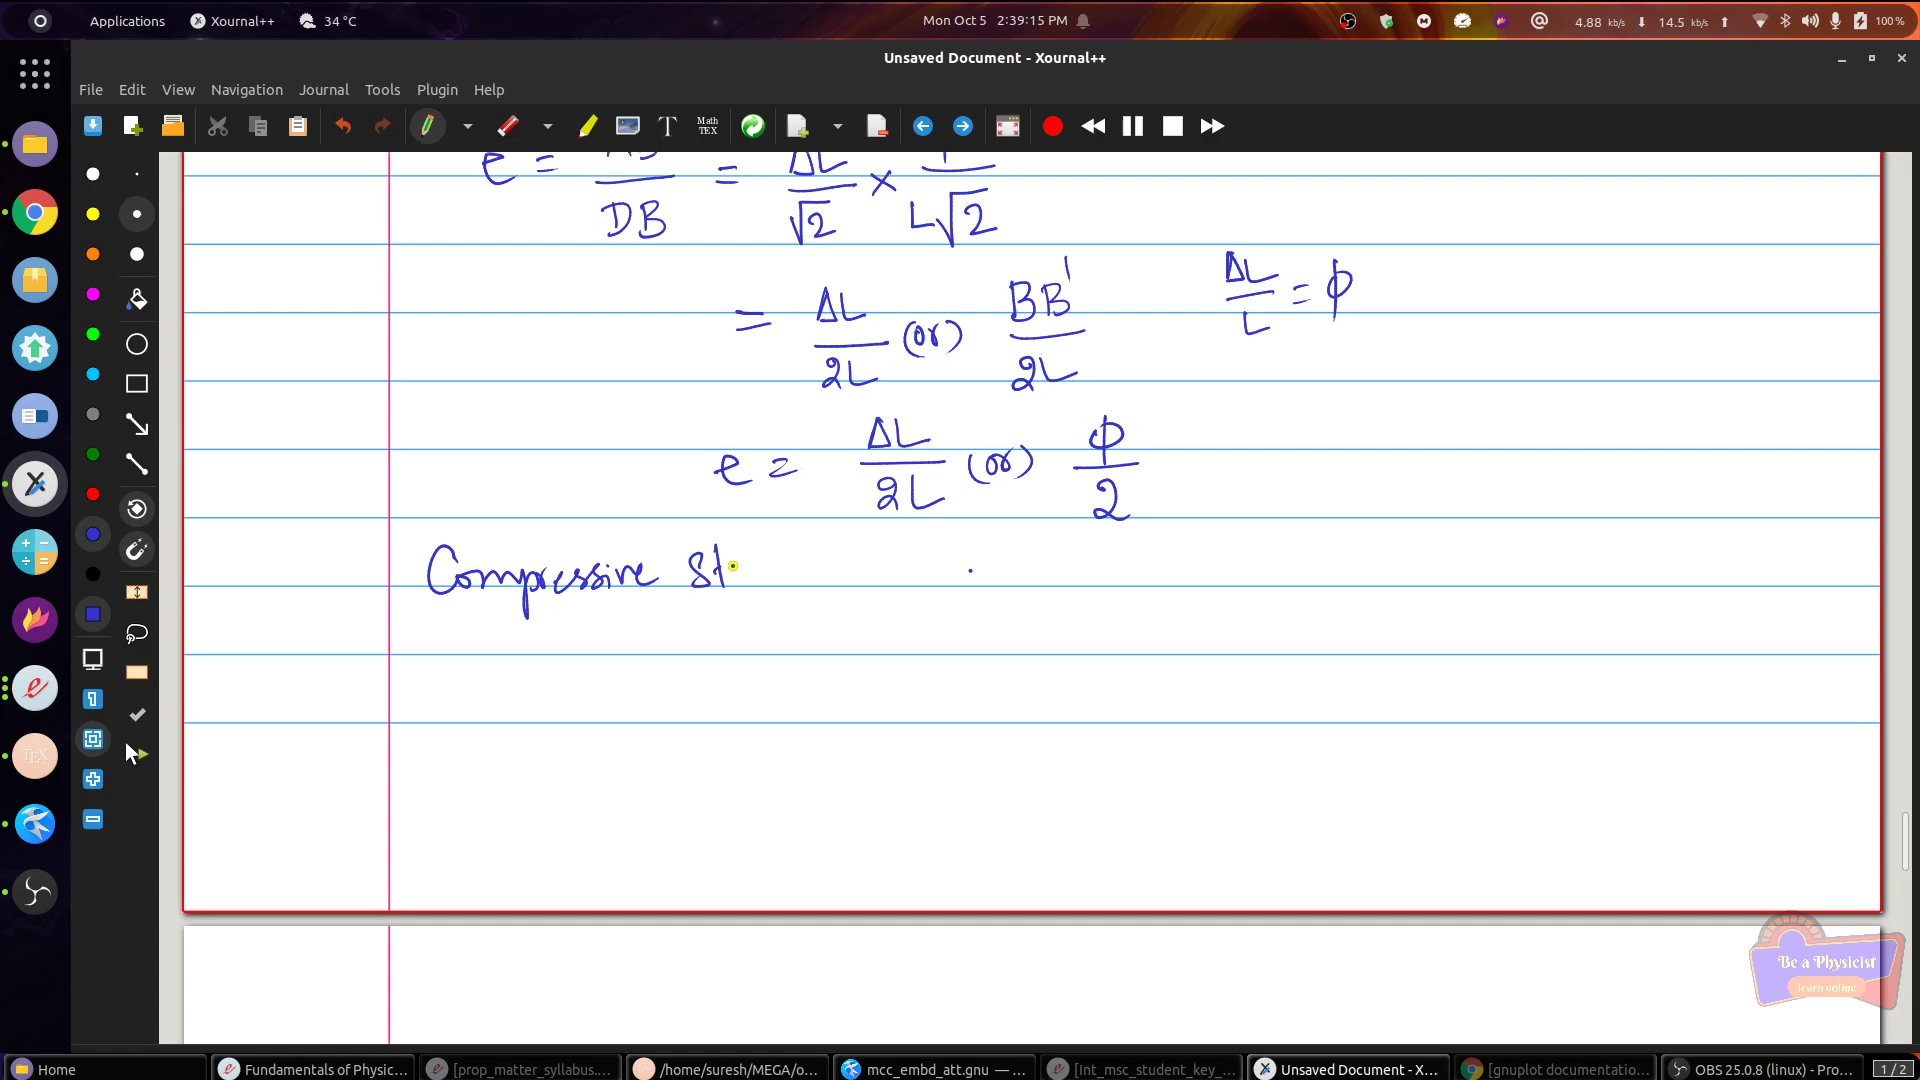 Applications Xournal++ 34 °C Mon Oct 5 2:39:15 PM 4.88 kb/s 14.5 kb/s 100%
Unsaved Document - Xournal++
File Edit View Navigation Journal Tools Plugin Help
Math TEX
e = /DB = ΔL/√2 × /L√2
= ΔL/2L (or) BB'/2L ΔL/L = ϕ
e = ΔL/2L (or) ϕ/2
Compressive st
Be a Physicist
learn online
Home Fundamentals of Physic... [prop_matter_syllabus.... /home/suresh/MEGA/o... mcc_embd_att.gnu — ... [Int_msc_student_key_... Unsaved Document - X... [gnuplot documentatio... OBS 25.0.8 (linux) - Pro... 1 / 2